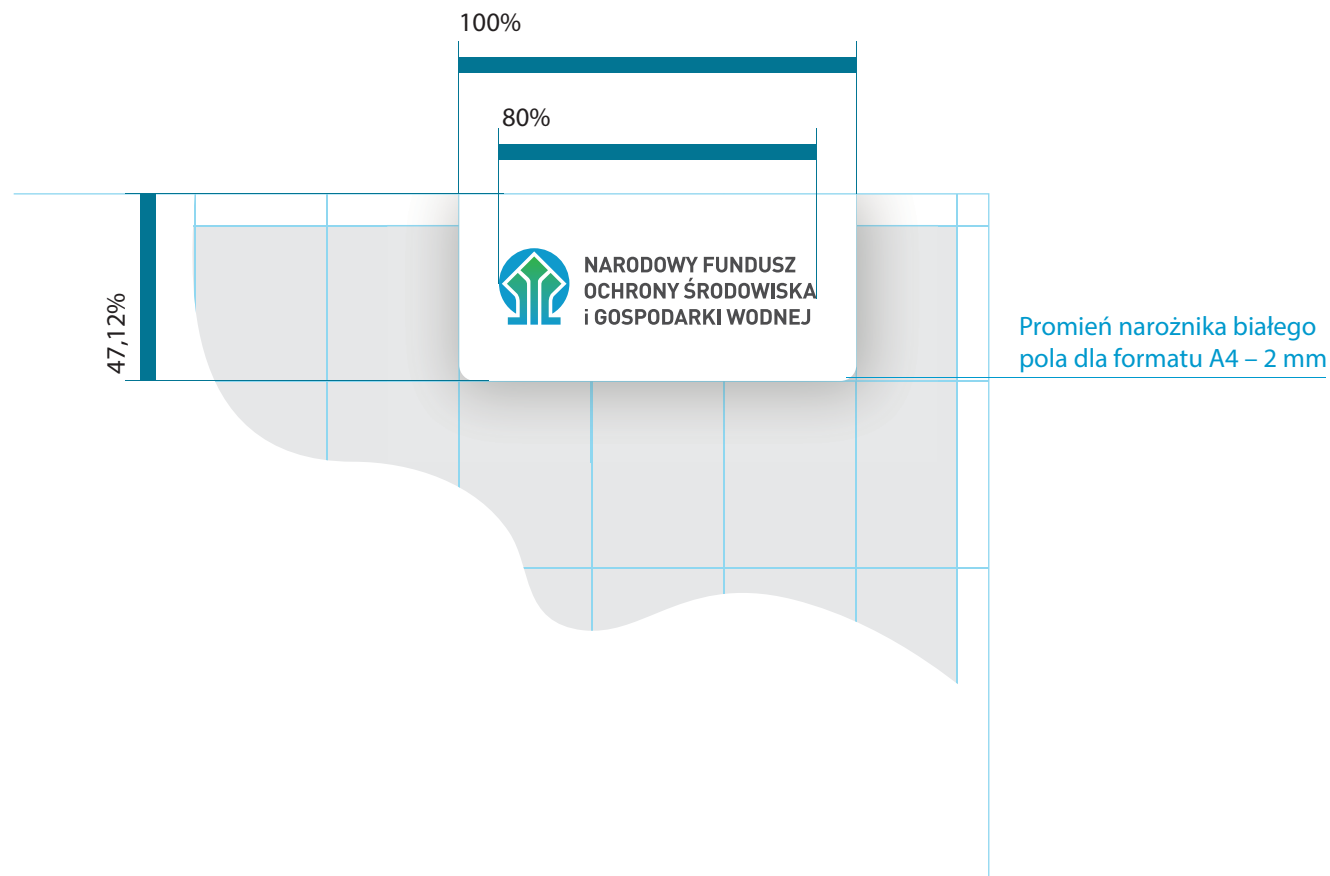 100%
80%
47,12%
NARODOWY FUNDUSZ
OCHRONY ŚRODOWISKA
i GOSPODARKI WODNEJ
Promień narożnika białego
pola dla formatu A4 – 2 mm